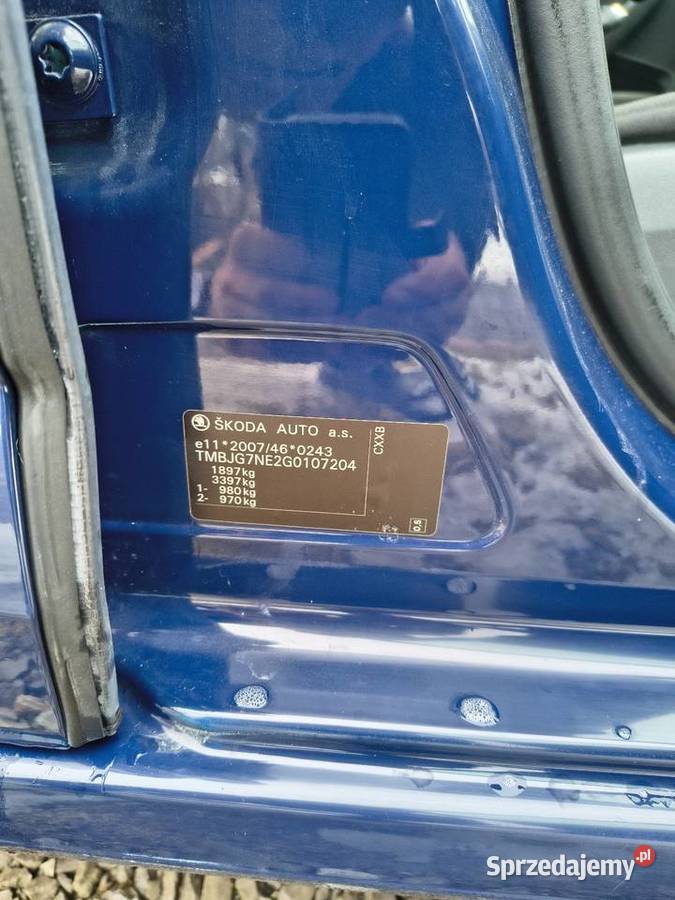 ŠKODA AUTO a.s.
e11*2007/46*0243
TMBJG7NE2G0107204
1897kg
3397kg
1- 980kg
2- 970kg
CXXB
0.5
Sprzedajemy.pl